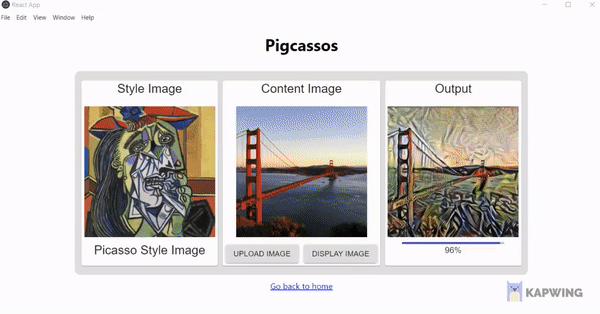 React App
File Edit View Window Help
Pigcassos
Style Image
Content Image
Output
Picasso Style Image
UPLOAD IMAGE
DISPLAY IMAGE
96%
Go back to home
KAPWING